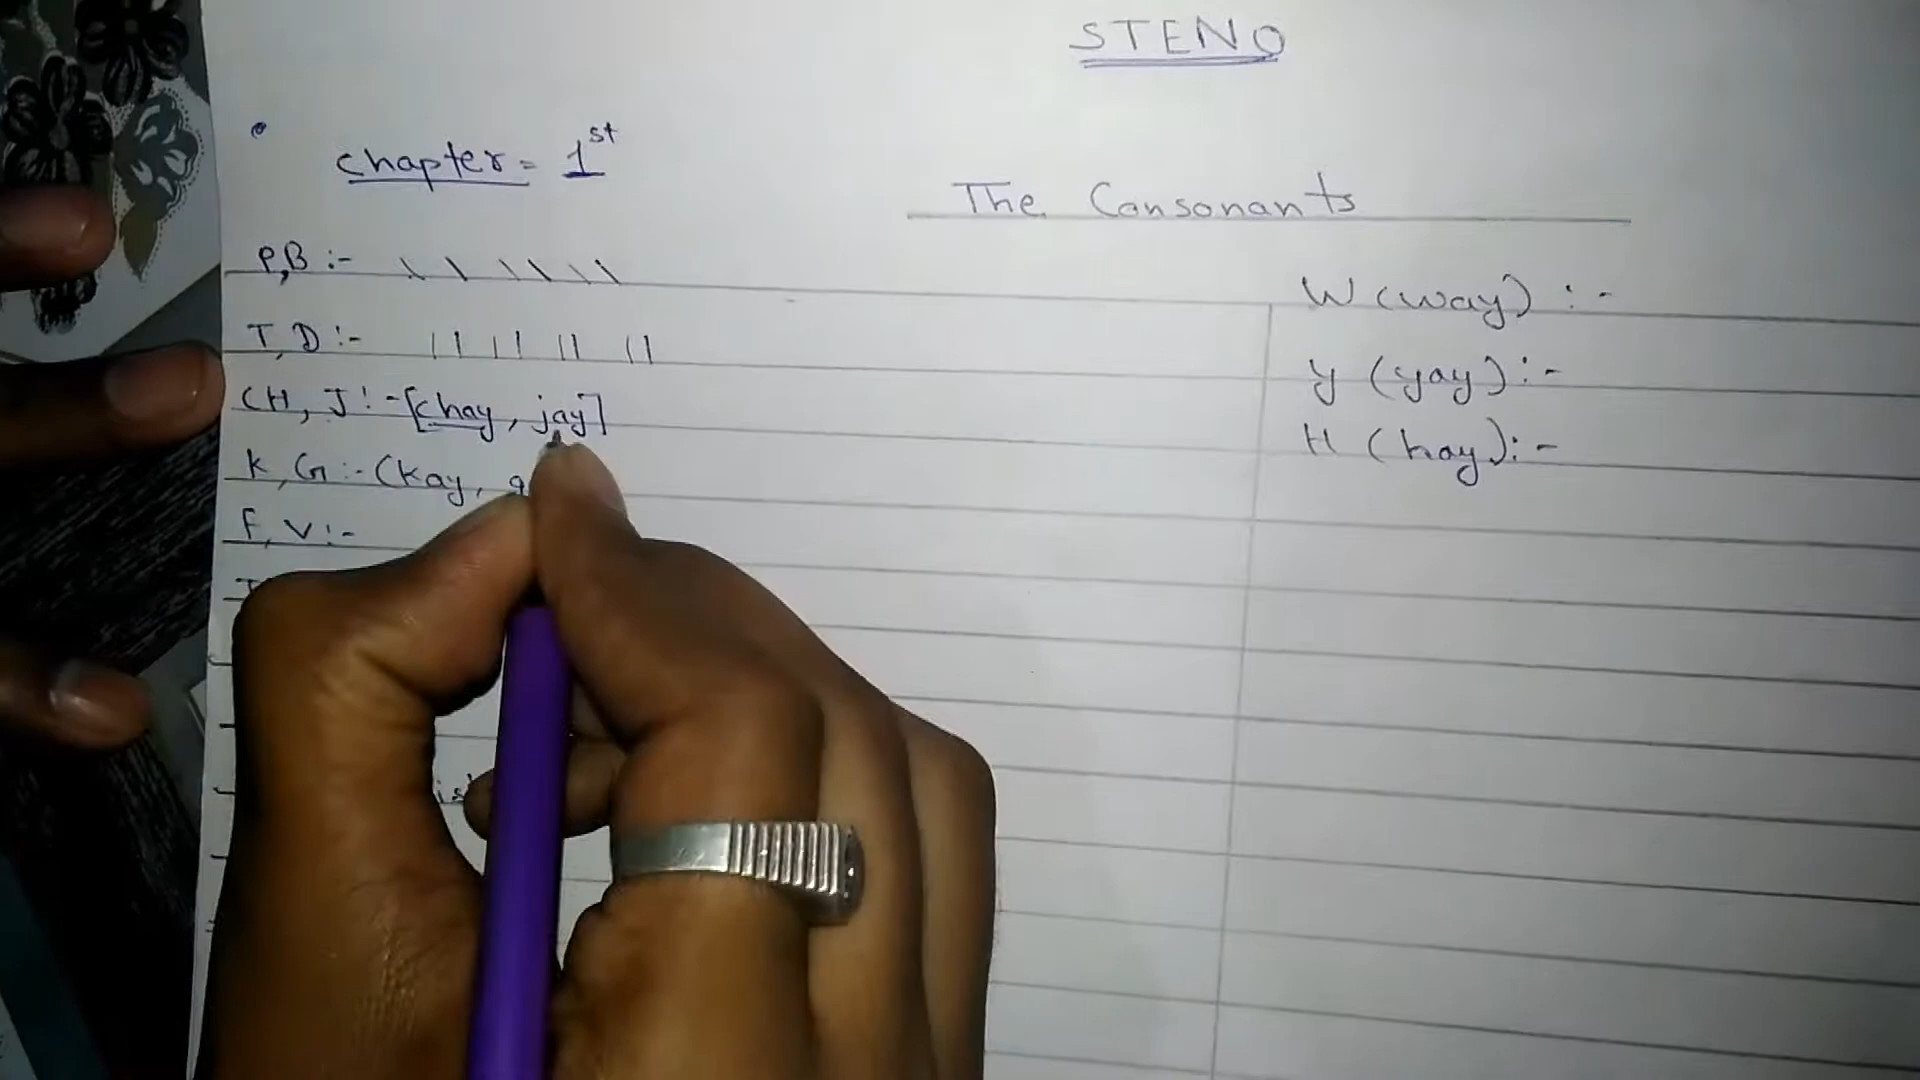 STENO
chapter = 1st
The Consonants
P,B :-
T, D :-
CH, J :- [chay, jay]
K, G :- (Kay,
F, V :-
W (way) :-
y (yay) :-
H (hay) :-